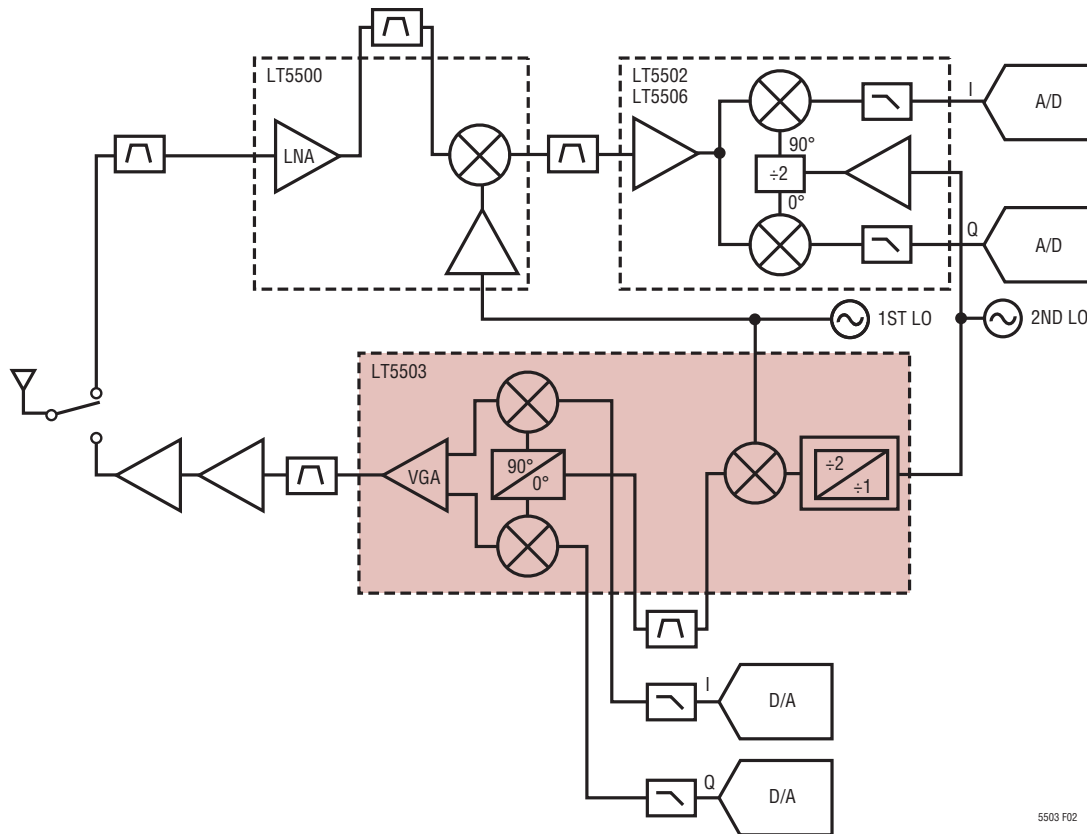 LT5500
LNA
LT5502
LT5506
90°
÷2
0°
I
A/D
Q
A/D
1ST LO
2ND LO
LT5503
VGA
90°
0°
÷2
÷1
I
D/A
Q
D/A
5503 F02